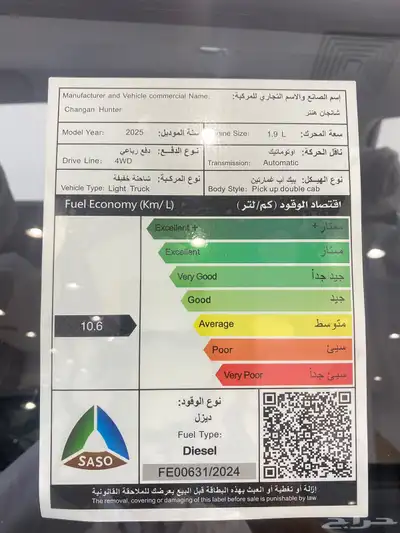 Manufacturer and Vehicle commercial Name: إسم الصانع والاسم التجاري للمركبة:
Changan Hunter شانجان هنتر
Model Year: 2025 سنة الموديل:
ne Size: 1.9 L سعة المحرك:
Drive Line: 4WD دفع رباعي نوع الدفع:
Transmission: Automatic اوتوماتيك ناقل الحركة:
Vehicle Type: Light Truck شاحنة خفيفة نوع المركبة:
Body Style: Pick up double cab بيك أب غمارتين نوع الهيكل:
Fuel Economy (Km/ L) اقتصاد الوقود (كم/لتر)
Excellent + ممتاز +
Excellent ممتاز
Very Good جيد جداً
Good جيد
10.6 Average متوسط
Poor سيئ
Very Poor سيئ جداً
نوع الوقود:
ديزل
Fuel Type:
Diesel
SASO
FE00631/2024
إزالة أو تغطية أو العبث بهذه البطاقة قبل البيع يعرضك للملاحقة القانونية
The removal, covering or damaging of this label before sale is punishable by law
حراج